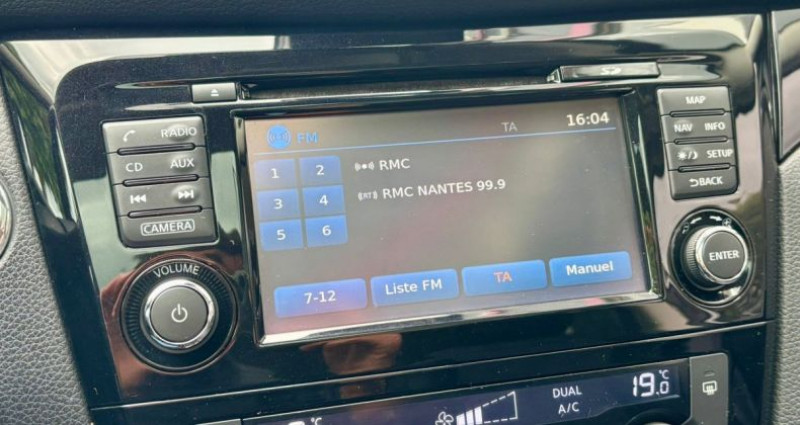 SD
RADIO
CD AUX
CAMERA
VOLUME
FM TA 16:04
1 2
3 4
5 6
RMC
RMC NANTES 99.9
7-12
Liste FM
TA
Manuel
MAP
NAV INFO
SETUP
BACK
ENTER
°C
DUAL
A/C
19.0 °C